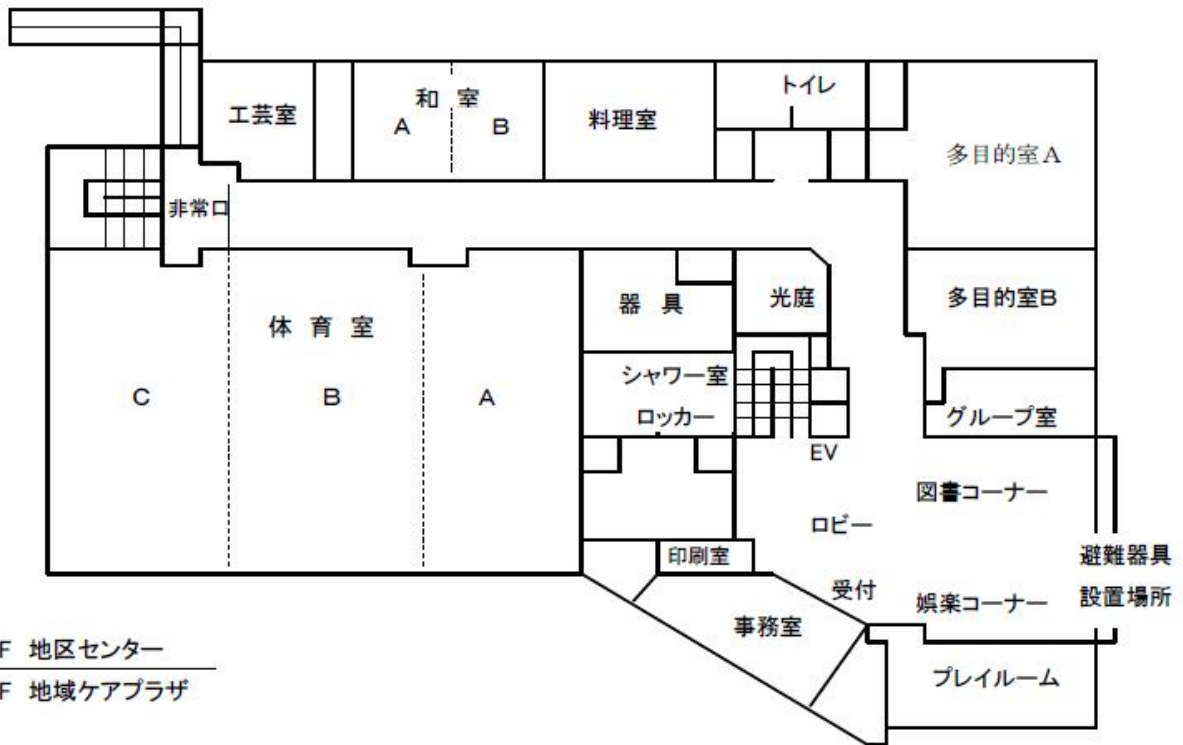 トイレ
工芸室
和 室
A B
料理室
多目的室A
非常口
器 具
光庭
多目的室B
体 育 室
シャワー室
C B A
ロッカー
グループ室
EV
図書コーナー
ロビー
印刷室
避難器具
設置場所
受付
娯楽コーナー
事務室
F 地区センター
プレイルーム
F 地域ケアプラザ